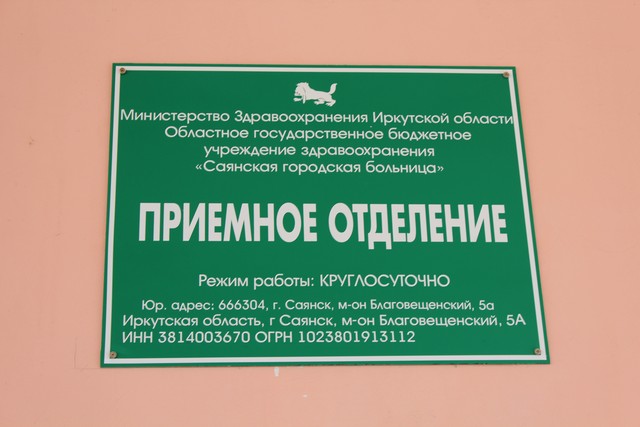 Министерство Здравоохранения Иркутской области
Областное государственное бюджетное
учреждение здравоохранения
«Саянская городская больница»
ПРИЕМНОЕ ОТДЕЛЕНИЕ
Режим работы: КРУГЛОСУТОЧНО
Юр. адрес: 666304, г. Саянск, м-он Благовещенский, 5а
Иркутская область, г Саянск, м-он Благовещенский, 5А
ИНН 3814003670 ОГРН 1023801913112